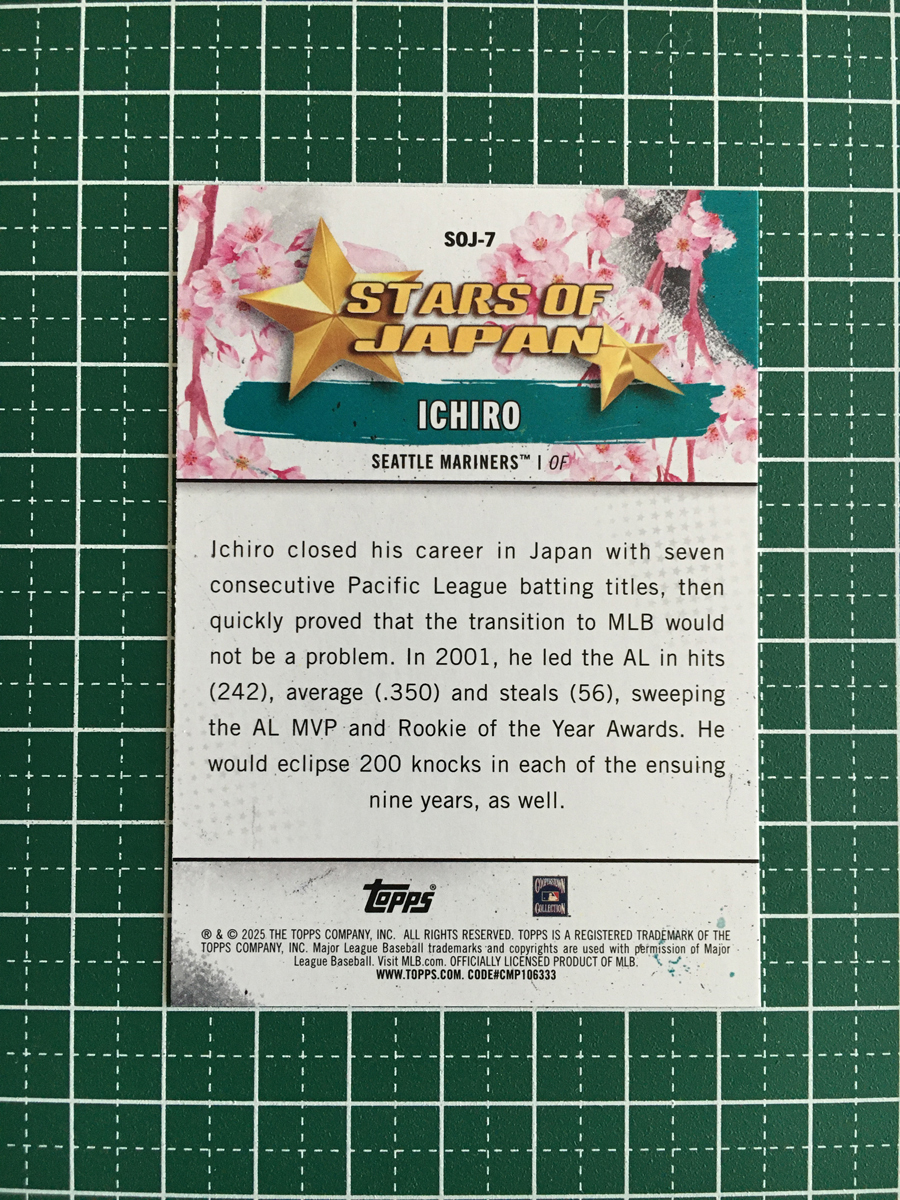 SOJ-7
STARS OF
JAPAN
ICHIRO
SEATTLE MARINERS™ | OF
Ichiro closed his career in Japan with seven
consecutive Pacific League batting titles, then
quickly proved that the transition to MLB would
not be a problem. In 2001, he led the AL in hits
(242), average (.350) and steals (56), sweeping
the AL MVP and Rookie of the Year Awards. He
would eclipse 200 knocks in each of the ensuing
nine years, as well.
topps®
COOPERSTOWN
COLLECTION
® & © 2025 THE TOPPS COMPANY, INC. ALL RIGHTS RESERVED. TOPPS IS A REGISTERED TRADEMARK OF THE
TOPPS COMPANY, INC. Major League Baseball trademarks and copyrights are used with permission of Major
League Baseball. Visit MLB.com. OFFICIALLY LICENSED PRODUCT OF MLB.
WWW.TOPPS.COM. CODE#CMP106333